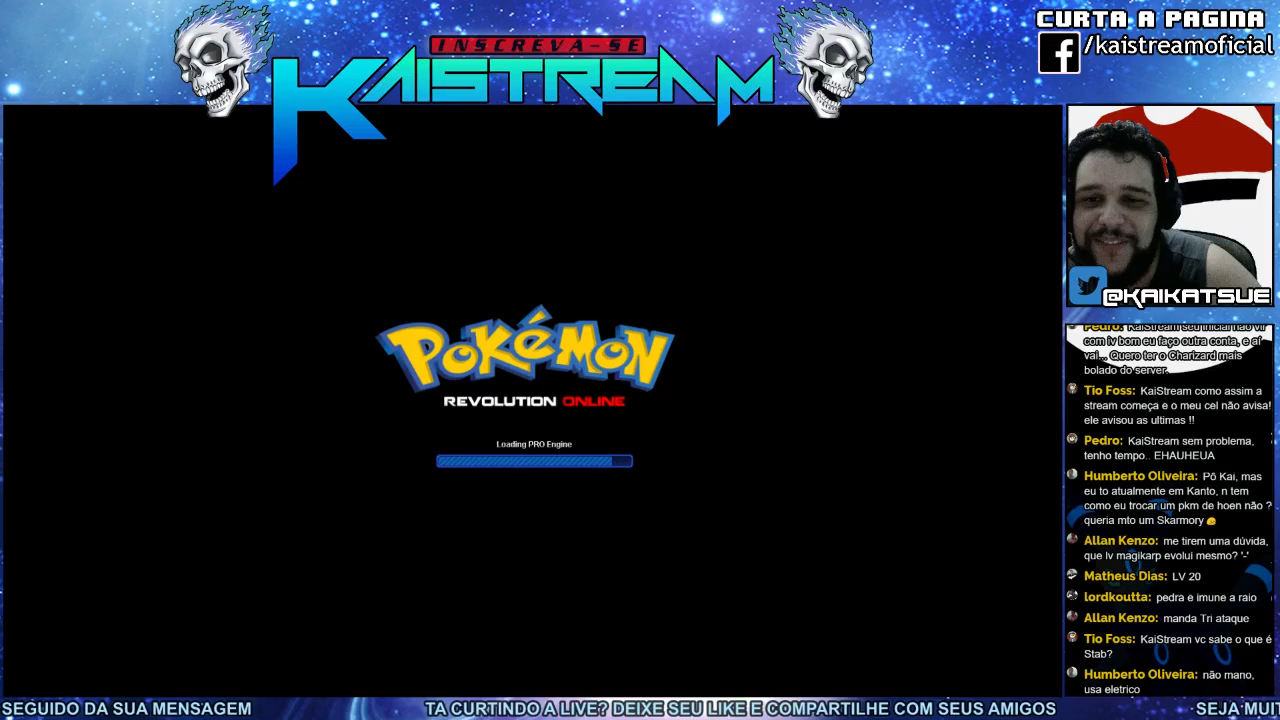 INSCREVA-SE
KAISTREAM
CURTA A PAGINA
/kaistreamoficial
@KAIKATSUE
POKÉMON
REVOLUTION ONLINE
Loading PRO Engine
Pedro: KaiStream seu inicial não vir
com iv bom eu faço outra conta, e aí
vai... Quero ter o Charizard mais
bolado do server.
Tio Foss: KaiStream como assim a
stream começa e o meu cel não avisa!
ele avisou as ultimas !!
Pedro: KaiStream sem problema,
tenho tempo.. EHAUHEUA
Humberto Oliveira: Pô Kai, mas
eu to atualmente em Kanto, n tem
como eu trocar um pkm de hoen não ?
queria mto um Skarmory
Allan Kenzo: me tirem uma dúvida,
que lv magikarp evolui mesmo? '-'
Matheus Dias: LV 20
lordkoutta: pedra e imune a raio
Allan Kenzo: manda Tri ataque
Tio Foss: KaiStream vc sabe o que é
Stab?
Humberto Oliveira: não mano,
usa eletrico
SEGUIDO DA SUA MENSAGEM TA CURTINDO A LIVE? DEIXE SEU LIKE E COMPARTILHE COM SEUS AMIGOS SEJA MUI